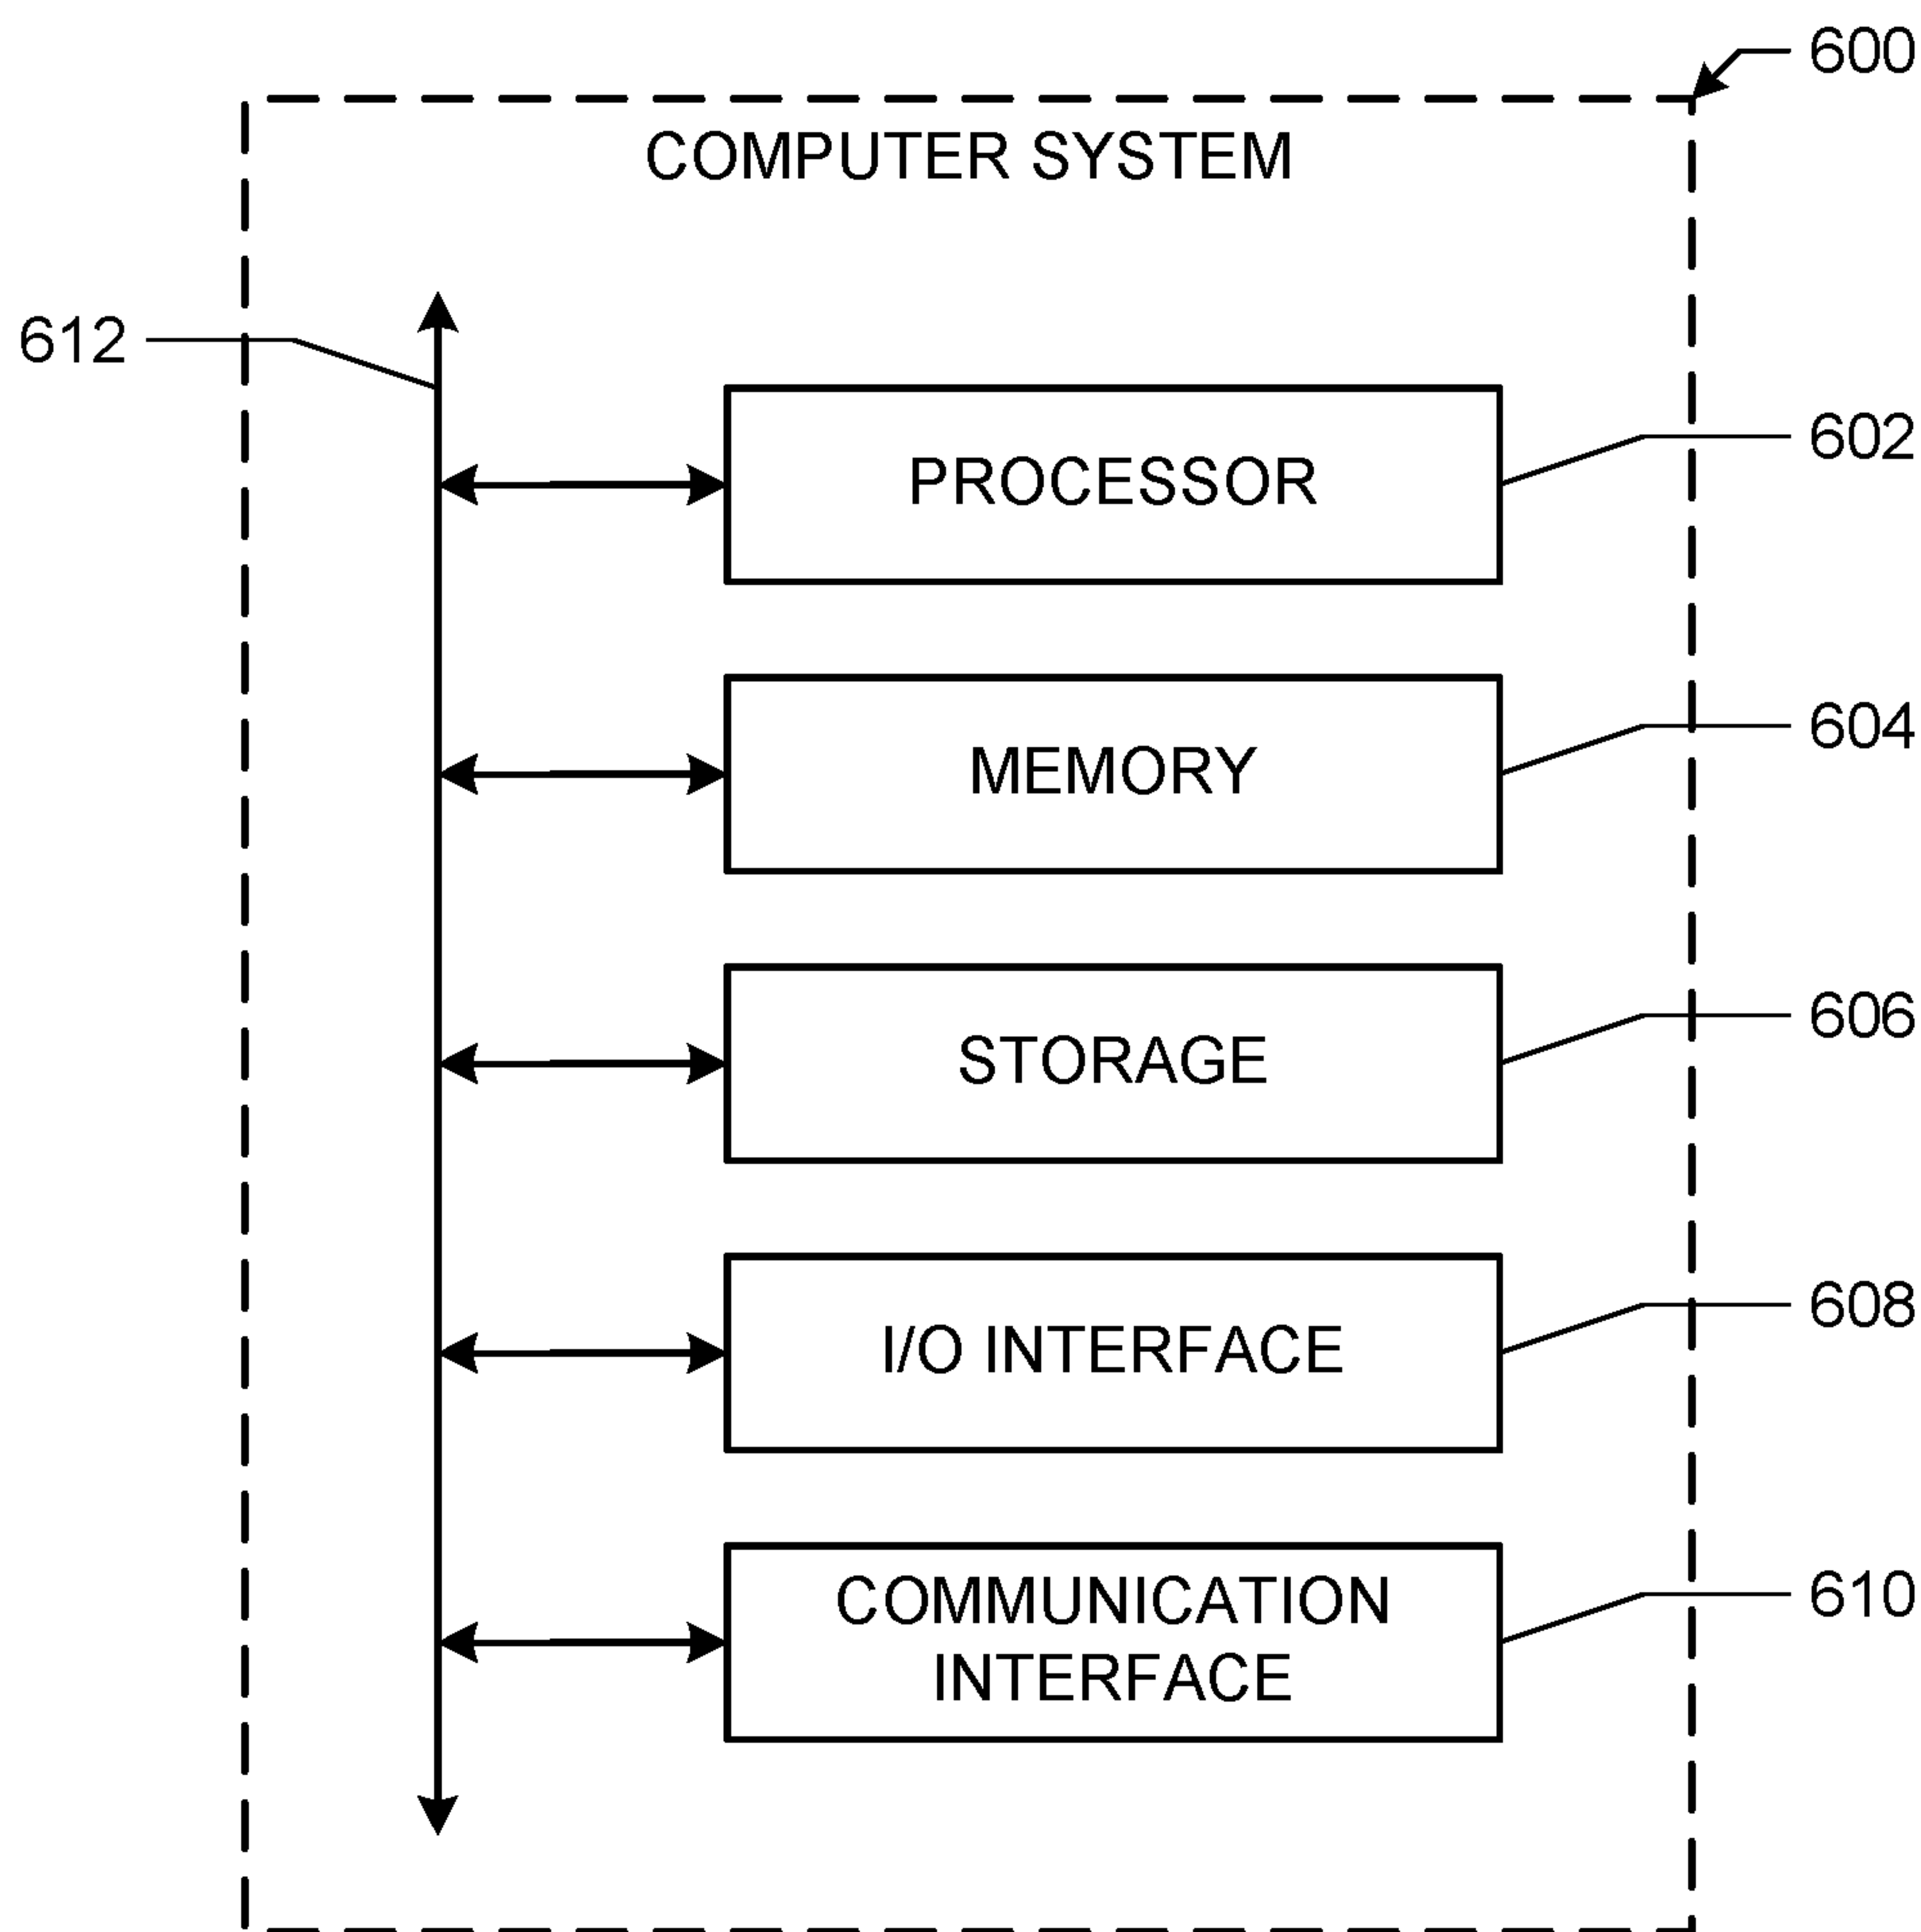 600
COMPUTER SYSTEM
612
602
PROCESSOR
604
MEMORY
606
STORAGE
608
I/O INTERFACE
610
COMMUNICATION
INTERFACE